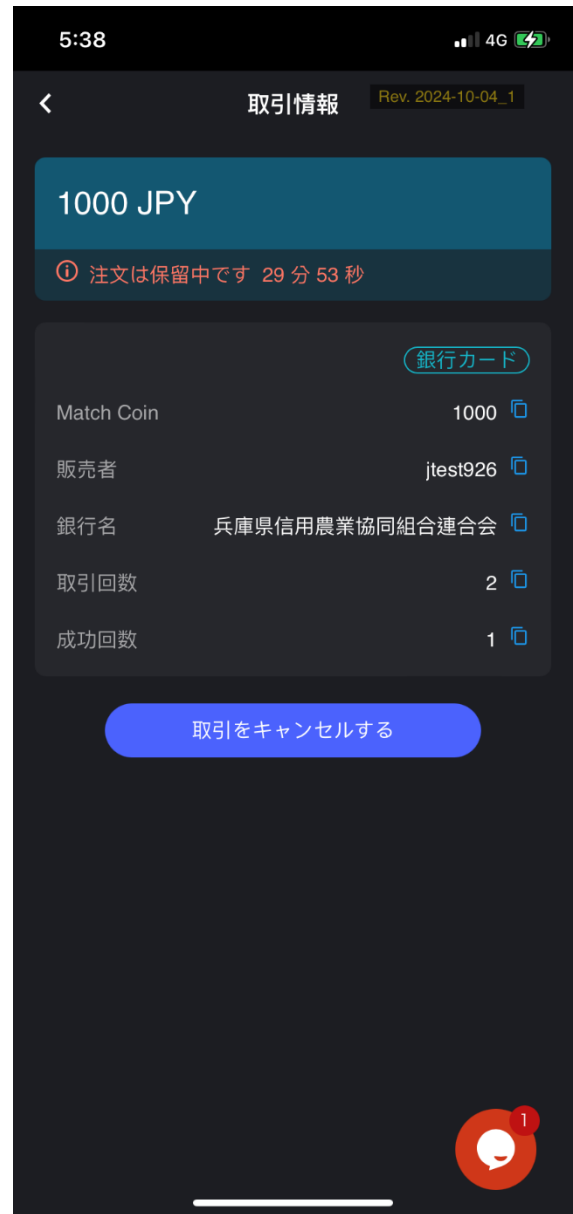 5:38
4G
取引情報
Rev. 2024-10-04_1
1000 JPY
注文は保留中です 29 分 53 秒
銀行カード
Match Coin 1000
販売者 jtest926
銀行名 兵庫県信用農業協同組合連合会
取引回数 2
成功回数 1
取引をキャンセルする
1